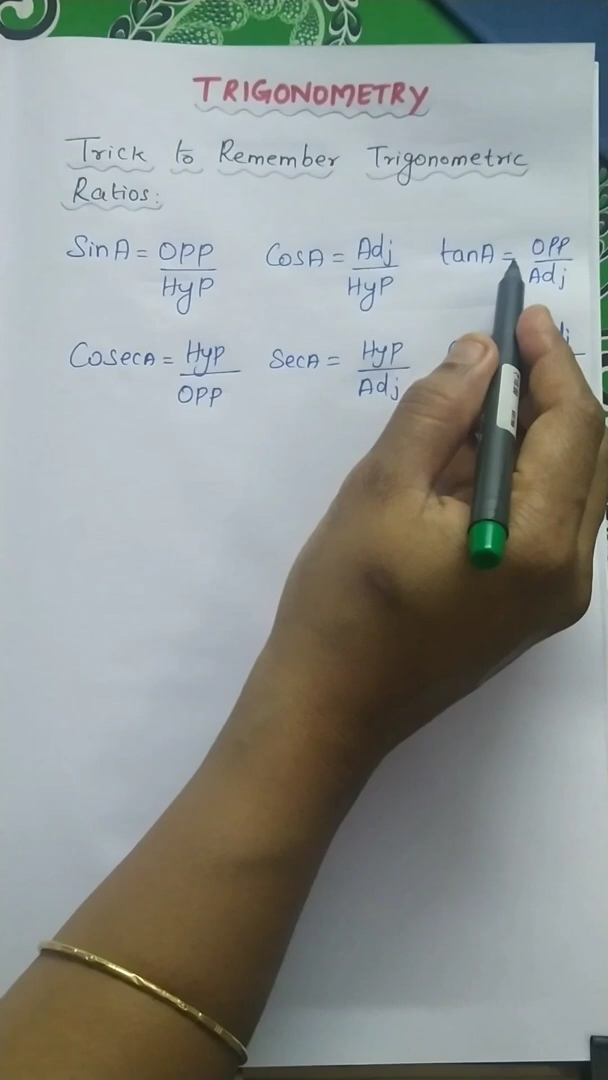 TRIGONOMETRY
Trick to Remember Trigonometric
Ratios:
SinA = OPP/HyP CosA = Adj/HyP tanA = OPP/Adj
CosecA = Hyp/OPP SecA = Hyp/Adj